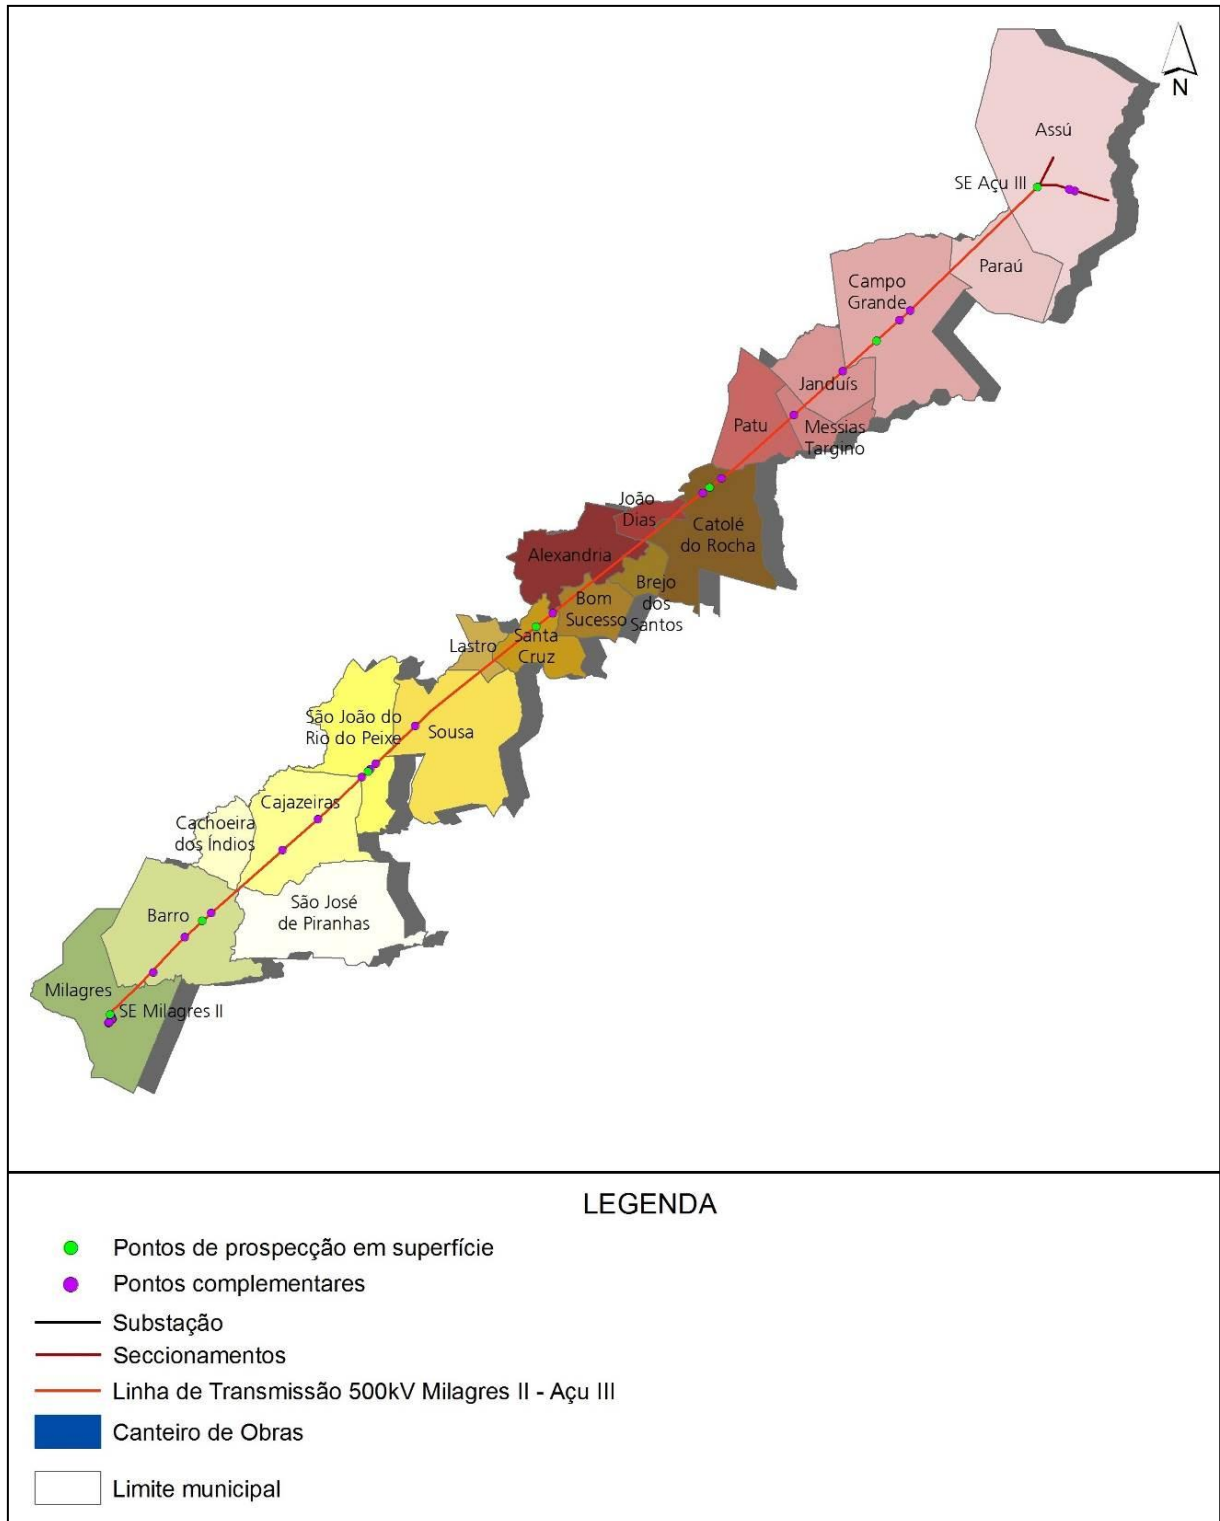 N
Assú
SE Açu III
Paraú
Campo
Grande
Janduís
Patu
Messias
Targino
João
Dias
Catolé
do Rocha
Alexandria
Brejo
dos
Santos
Bom
Sucesso
Santa
Cruz
Lastro
São João do
Rio do Peixe
Sousa
Cajazeiras
Cachoeira
dos Índios
São José
de Piranhas
Barro
Milagres
SE Milagres II
LEGENDA
Pontos de prospecção em superfície
Pontos complementares
Substação
Seccionamentos
Linha de Transmissão 500kV Milagres II - Açu III
Canteiro de Obras
Limite municipal